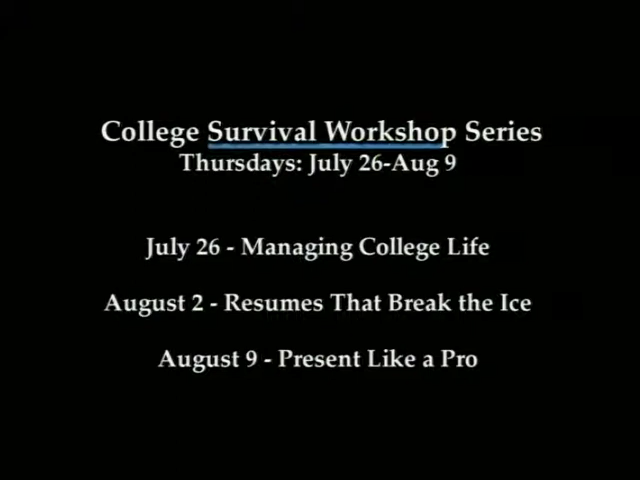 College Survival Workshop Series
Thursdays: July 26-Aug 9
July 26 - Managing College Life
August 2 - Resumes That Break the Ice
August 9 - Present Like a Pro